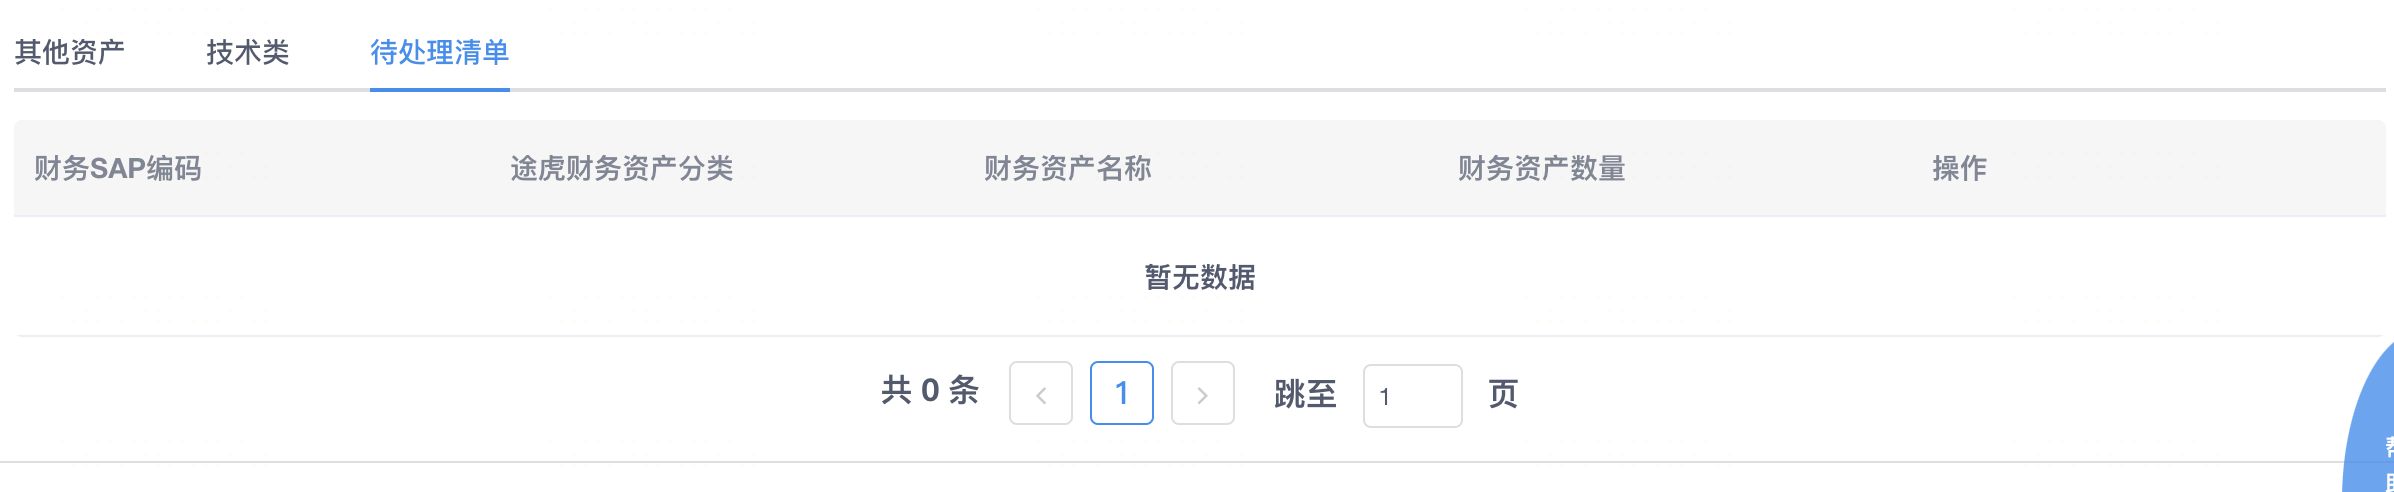 其他资产 技术类 待处理清单
财务SAP编码 途虎财务资产分类 财务资产名称 财务资产数量 操作
暂无数据
共 0 条 < 1 > 跳至 1 页